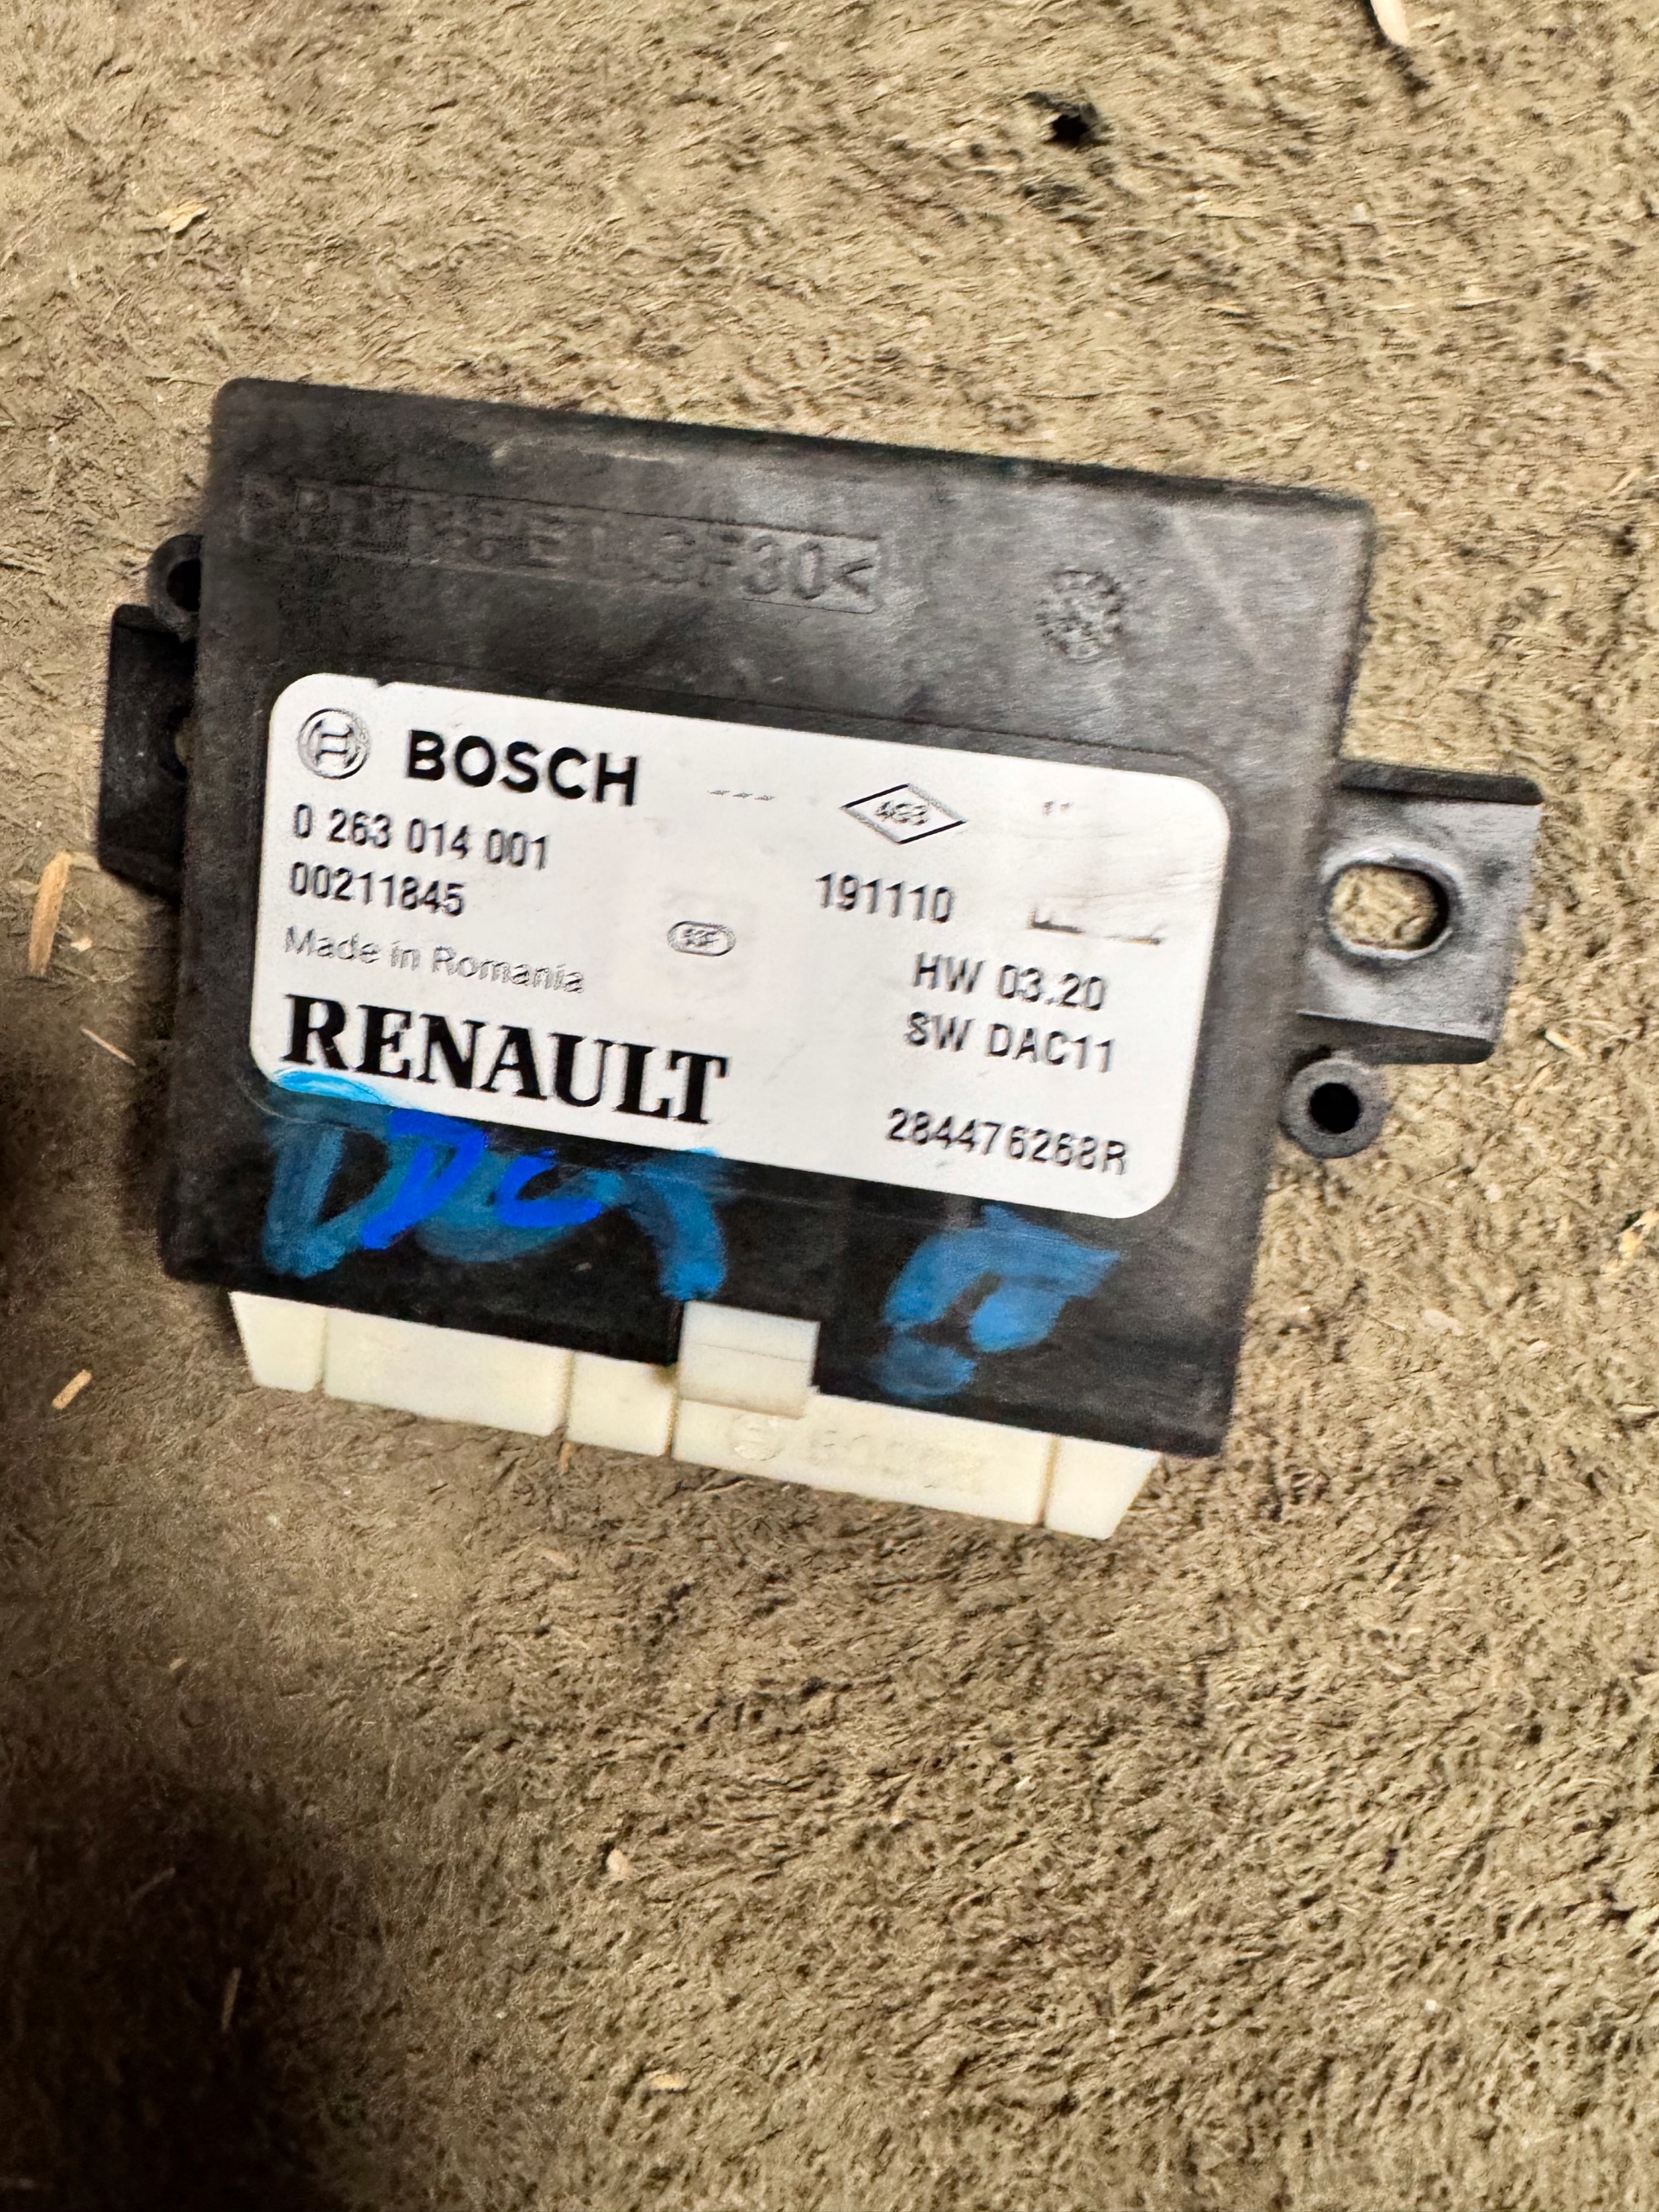 BOSCH
0 263 014 001
00211845
191110
Made in Romania
HW 03.20
SW DAC11
RENAULT
284476268R